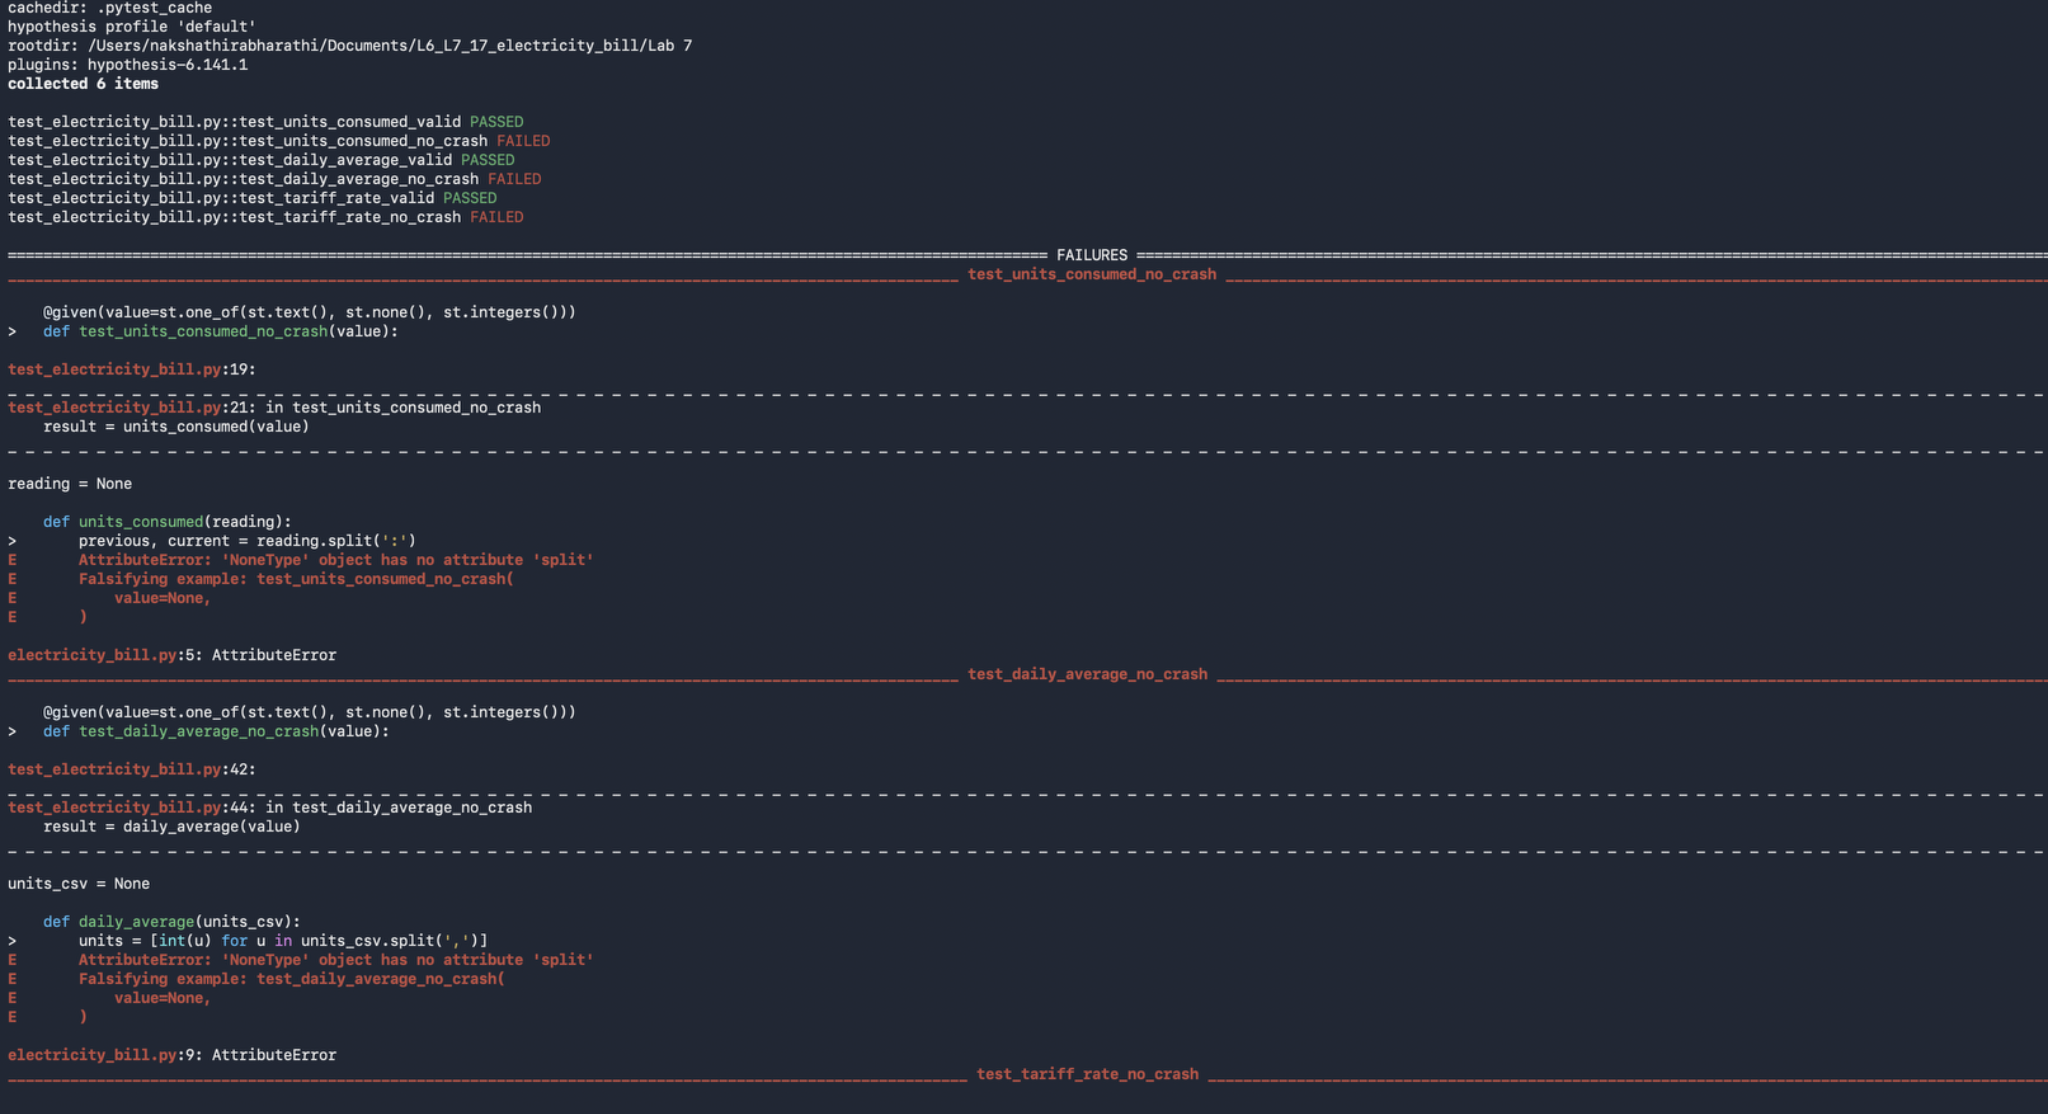 cachedir: .pytest_cache
hypothesis profile 'default'
rootdir: /Users/nakshathirabharathi/Documents/L6_L7_17_electricity_bill/Lab 7
plugins: hypothesis-6.141.1
collected 6 items
test_electricity_bill.py::test_units_consumed_valid PASSED
test_electricity_bill.py::test_units_consumed_no_crash FAILED
test_electricity_bill.py::test_daily_average_valid PASSED
test_electricity_bill.py::test_daily_average_no_crash FAILED
test_electricity_bill.py::test_tariff_rate_valid PASSED
test_electricity_bill.py::test_tariff_rate_no_crash FAILED
FAILURES
test_units_consumed_no_crash
@given(value=st.one_of(st.text(), st.none(), st.integers()))
> def test_units_consumed_no_crash(value):
test_electricity_bill.py:19:
test_electricity_bill.py:21: in test_units_consumed_no_crash
result = units_consumed(value)
reading = None
def units_consumed(reading):
> previous, current = reading.split(':')
E AttributeError: 'NoneType' object has no attribute 'split'
E Falsifying example: test_units_consumed_no_crash(
E value=None,
E )
electricity_bill.py:5: AttributeError
test_daily_average_no_crash
@given(value=st.one_of(st.text(), st.none(), st.integers()))
> def test_daily_average_no_crash(value):
test_electricity_bill.py:42:
test_electricity_bill.py:44: in test_daily_average_no_crash
result = daily_average(value)
units_csv = None
def daily_average(units_csv):
> units = [int(u) for u in units_csv.split(',')]
E AttributeError: 'NoneType' object has no attribute 'split'
E Falsifying example: test_daily_average_no_crash(
E value=None,
E )
electricity_bill.py:9: AttributeError
test_tariff_rate_no_crash